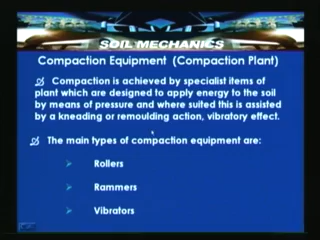 SOIL MECHANICS
Compaction Equipment (Compaction Plant)
Compaction is achieved by specialist items of
plant which are designed to apply energy to the soil
by means of pressure and where suited this is assisted
by a kneading or remoulding action, vibratory effect.
The main types of compaction equipment are:
Rollers
Rammers
Vibrators